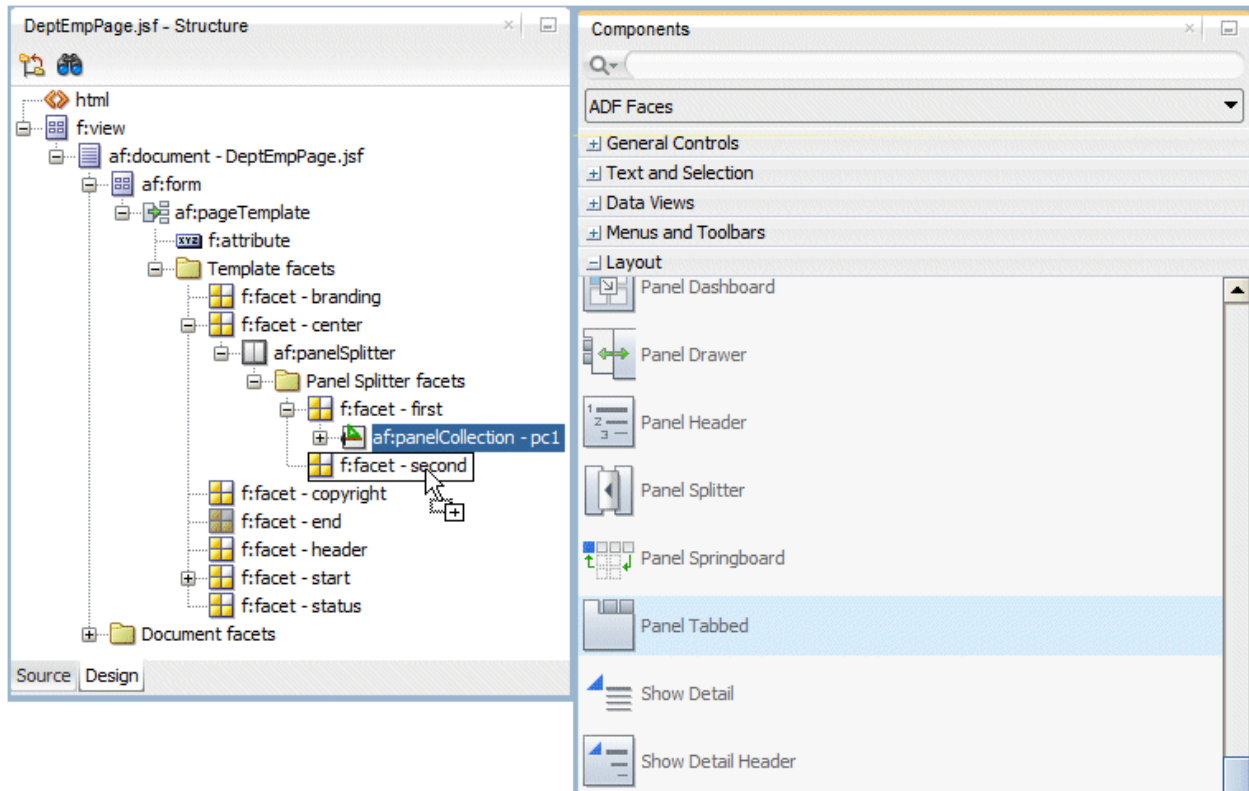 DeptEmpPage.jsf - Structure
html
f:view
af:document - DeptEmpPage.jsf
af:form
af:pageTemplate
xyz f:attribute
Template facets
f:facet - branding
f:facet - center
af:panelSplitter
Panel Splitter facets
f:facet - first
af:panelCollection - pc1
f:facet - second
f:facet - copyright
f:facet - end
f:facet - header
f:facet - start
f:facet - status
Document facets
Source Design
Components
ADF Faces
General Controls
Text and Selection
Data Views
Menus and Toolbars
Layout
Panel Dashboard
Panel Drawer
1
2
3
Panel Header
Panel Splitter
Panel Springboard
Panel Tabbed
Show Detail
Show Detail Header